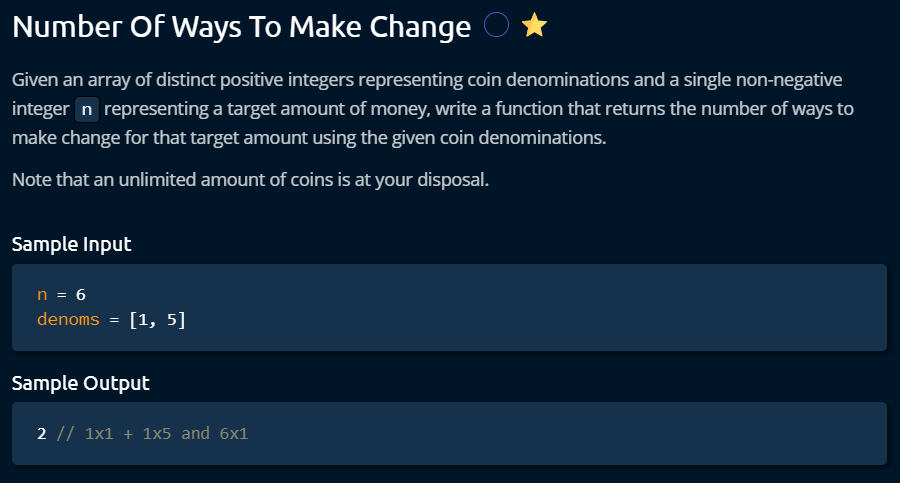 Number Of Ways To Make Change
Given an array of distinct positive integers representing coin denominations and a single non-negative
integer n representing a target amount of money, write a function that returns the number of ways to
make change for that target amount using the given coin denominations.
Note that an unlimited amount of coins is at your disposal.
Sample Input
n = 6
denoms = [1, 5]
Sample Output
2 // 1x1 + 1x5 and 6x1